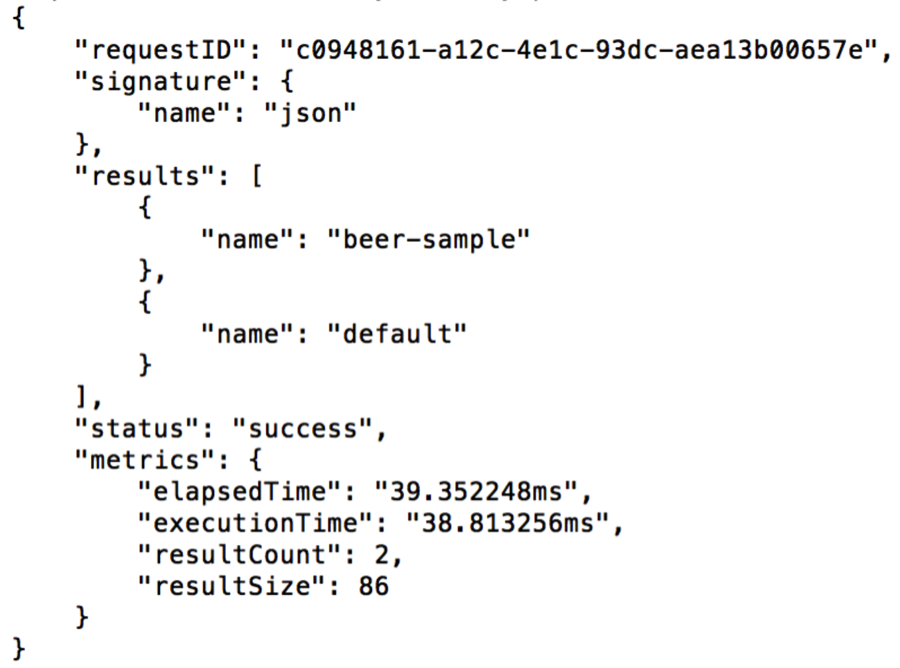 {
    "requestID": "c0948161-a12c-4e1c-93dc-aea13b00657e",
    "signature": {
        "name": "json"
    },
    "results": [
        {
            "name": "beer-sample"
        },
        {
            "name": "default"
        }
    ],
    "status": "success",
    "metrics": {
        "elapsedTime": "39.352248ms",
        "executionTime": "38.813256ms",
        "resultCount": 2,
        "resultSize": 86
    }
}